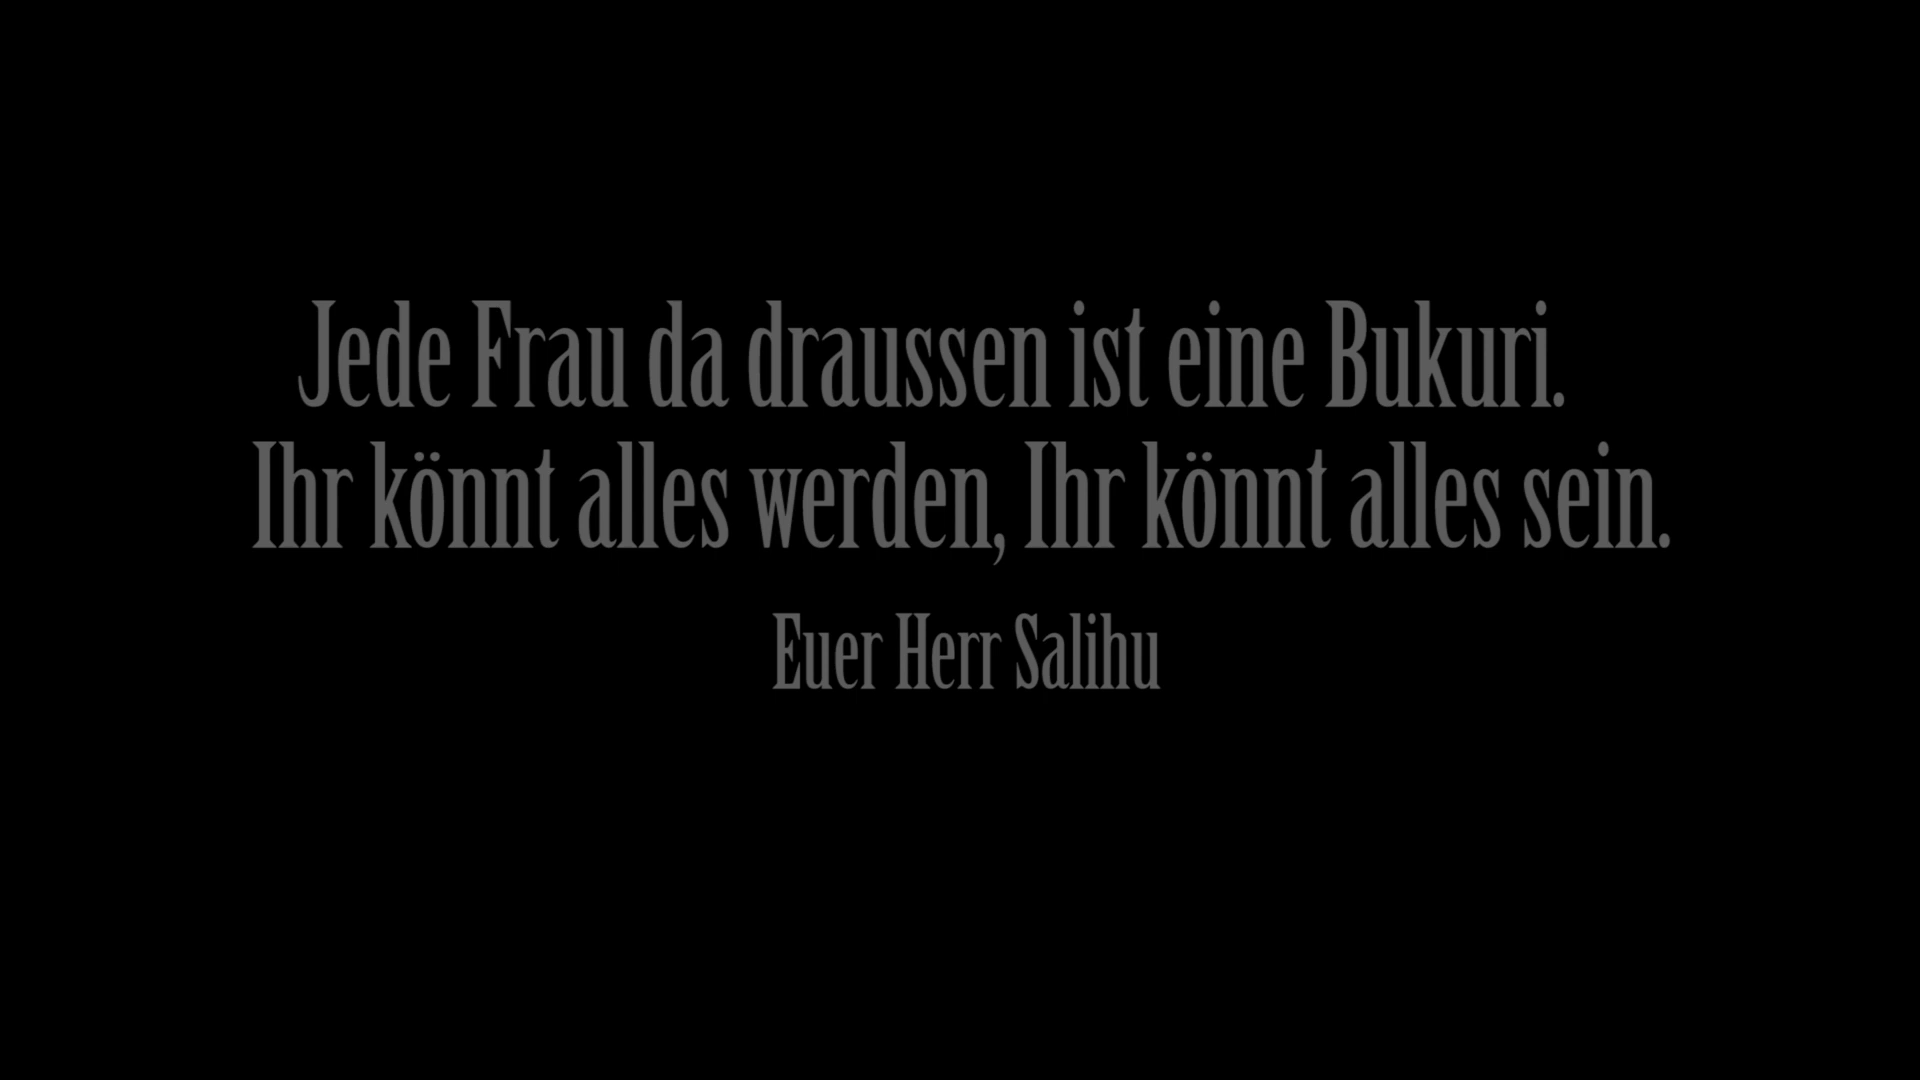 Jede Frau da draussen ist eine Bukuri.
Ihr könnt alles werden, Ihr könnt alles sein.
Euer Herr Salihu